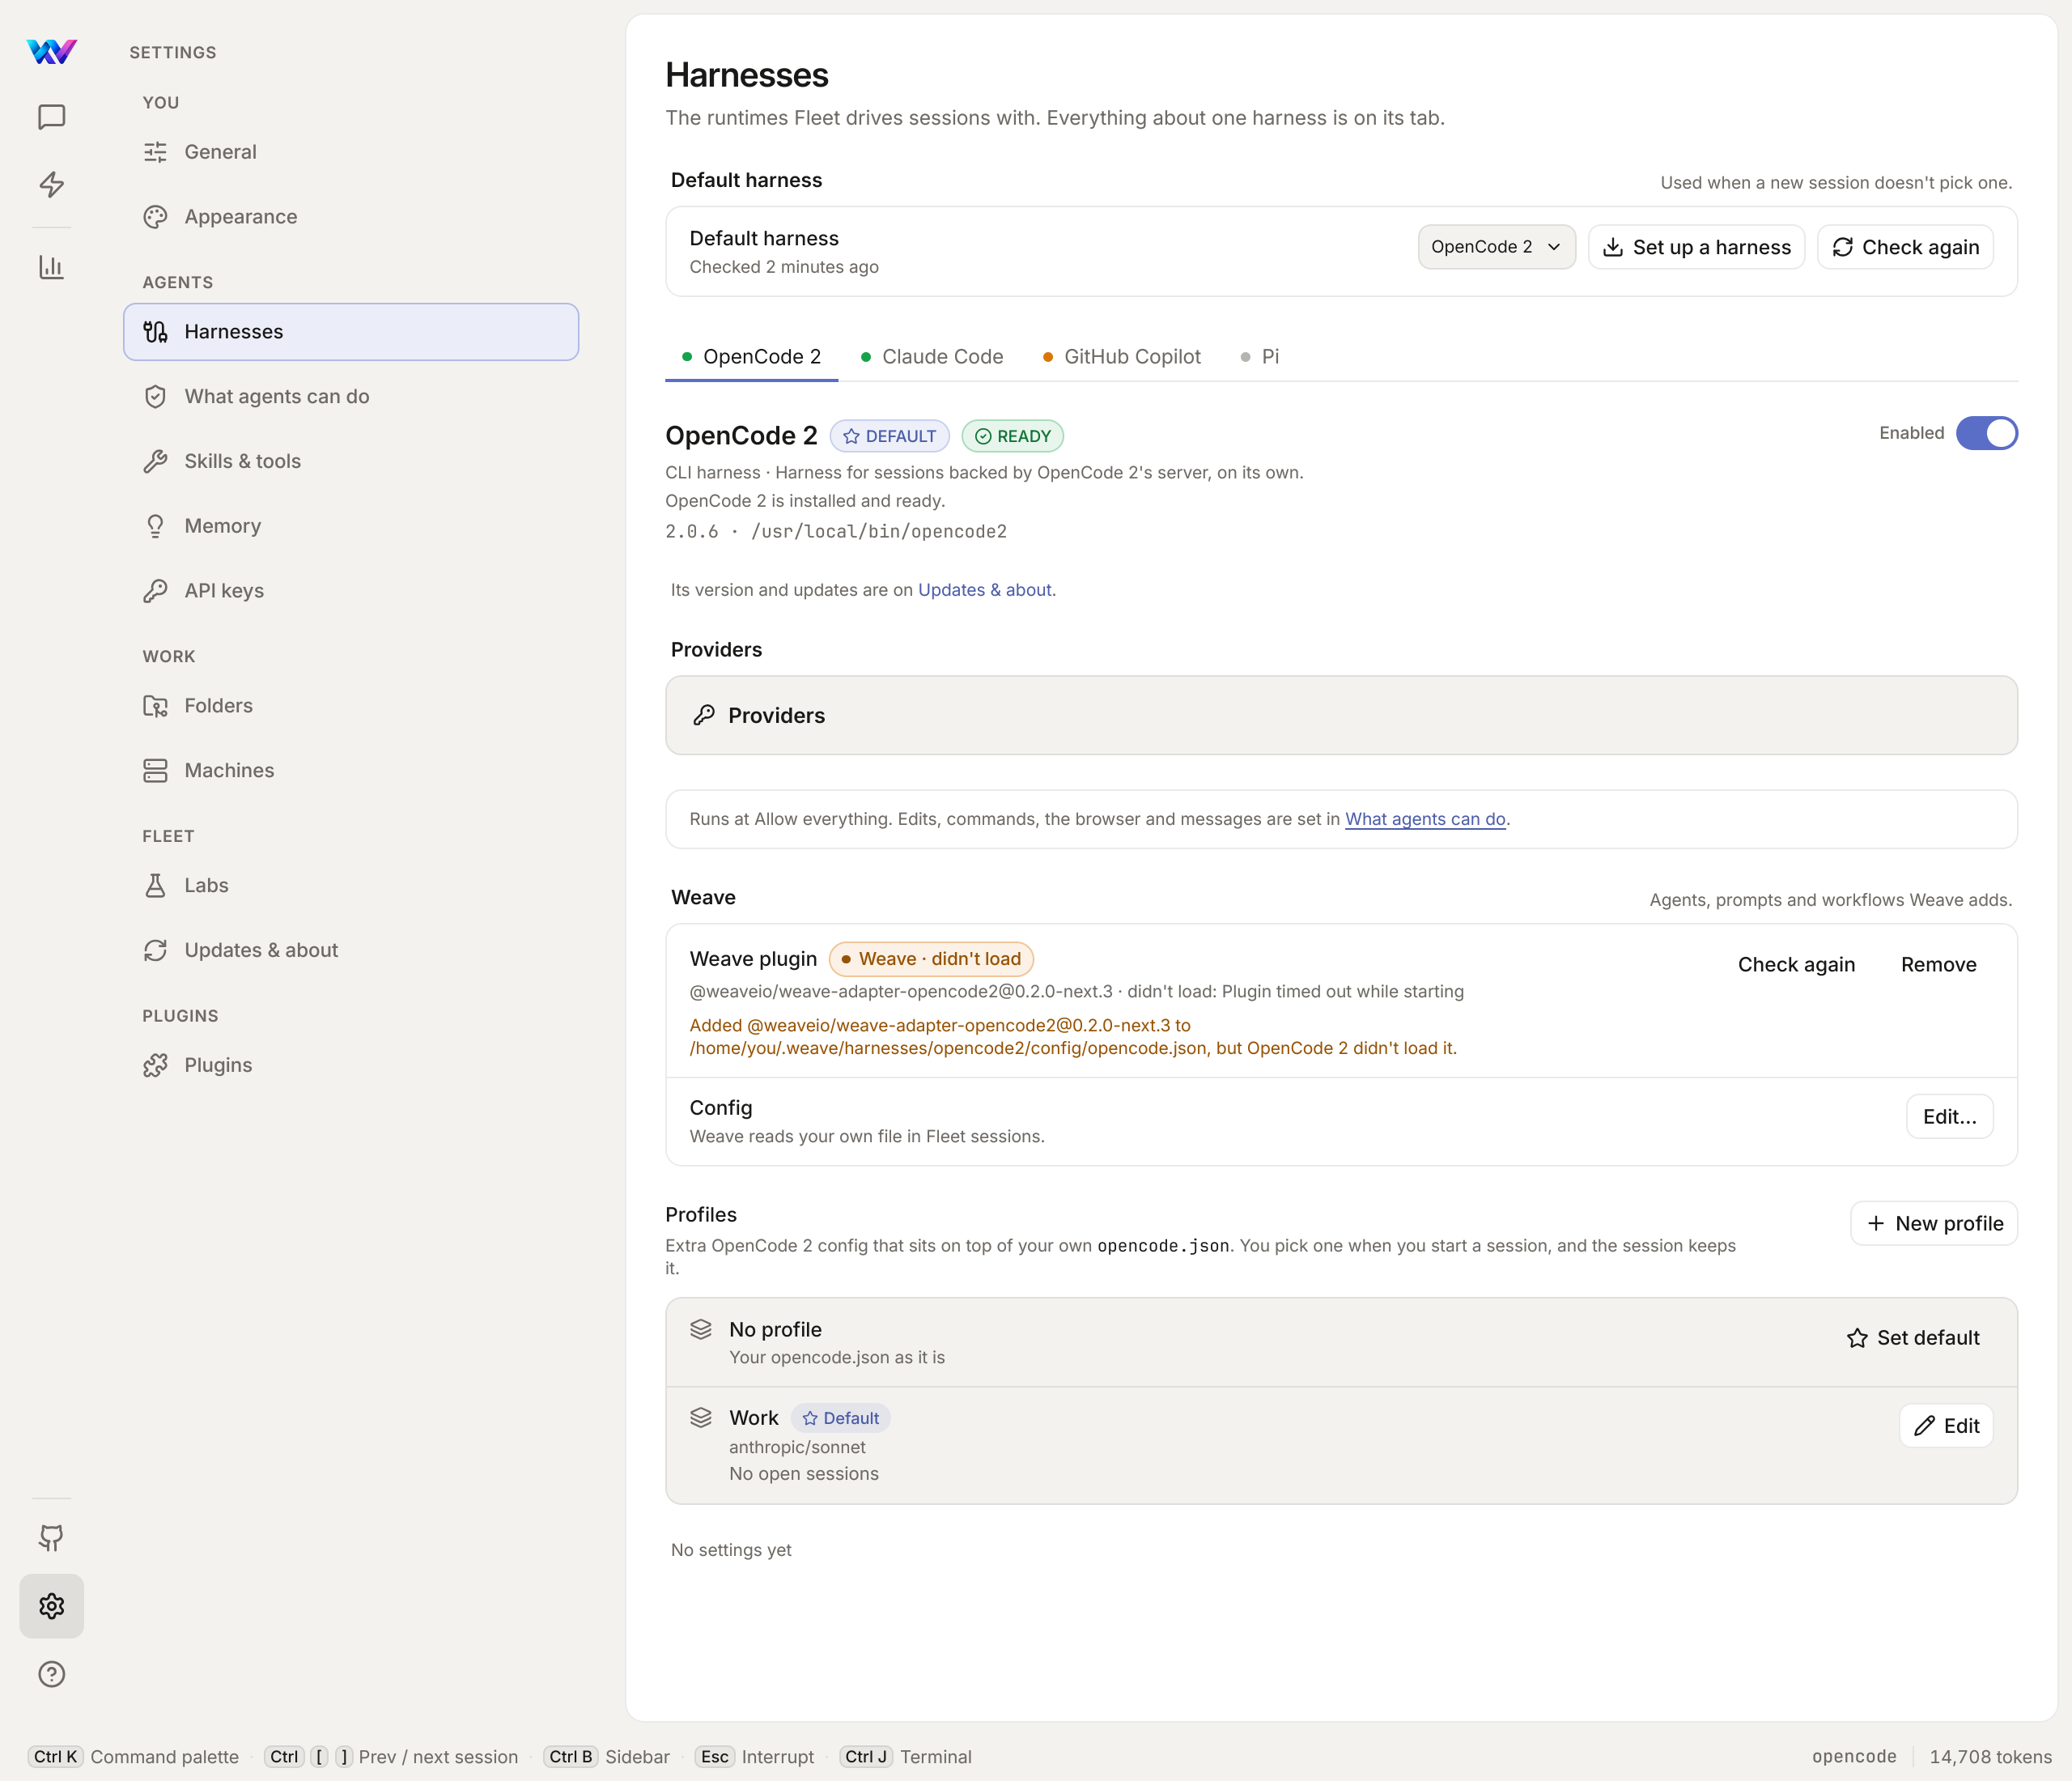 SETTINGS
YOU
General
Appearance
AGENTS
Harnesses
What agents can do
Skills & tools
Memory
API keys
WORK
Folders
Machines
FLEET
Labs
Updates & about
PLUGINS
Plugins
Harnesses
The runtimes Fleet drives sessions with. Everything about one harness is on its tab.
Default harness
Used when a new session doesn't pick one.
Default harness
Checked 2 minutes ago
OpenCode 2
Set up a harness
Check again
OpenCode 2
Claude Code
GitHub Copilot
Pi
OpenCode 2
DEFAULT
READY
Enabled
CLI harness · Harness for sessions backed by OpenCode 2's server, on its own.
OpenCode 2 is installed and ready.
2.0.6 · /usr/local/bin/opencode2
Its version and updates are on Updates & about.
Providers
Providers
Runs at Allow everything. Edits, commands, the browser and messages are set in What agents can do.
Weave
Agents, prompts and workflows Weave adds.
Weave plugin
Weave · didn't load
Check again
Remove
@weaveio/weave-adapter-opencode2@0.2.0-next.3 · didn't load: Plugin timed out while starting
Added @weaveio/weave-adapter-opencode2@0.2.0-next.3 to
/home/you/.weave/harnesses/opencode2/config/opencode.json, but OpenCode 2 didn't load it.
Config
Weave reads your own file in Fleet sessions.
Edit...
Profiles
Extra OpenCode 2 config that sits on top of your own opencode.json. You pick one when you start a session, and the session keeps
it.
New profile
No profile
Your opencode.json as it is
Set default
Work
Default
anthropic/sonnet
No open sessions
Edit
No settings yet
Ctrl K Command palette · Ctrl [ ] Prev / next session · Ctrl B Sidebar · Esc Interrupt · Ctrl J Terminal
opencode
14,708 tokens